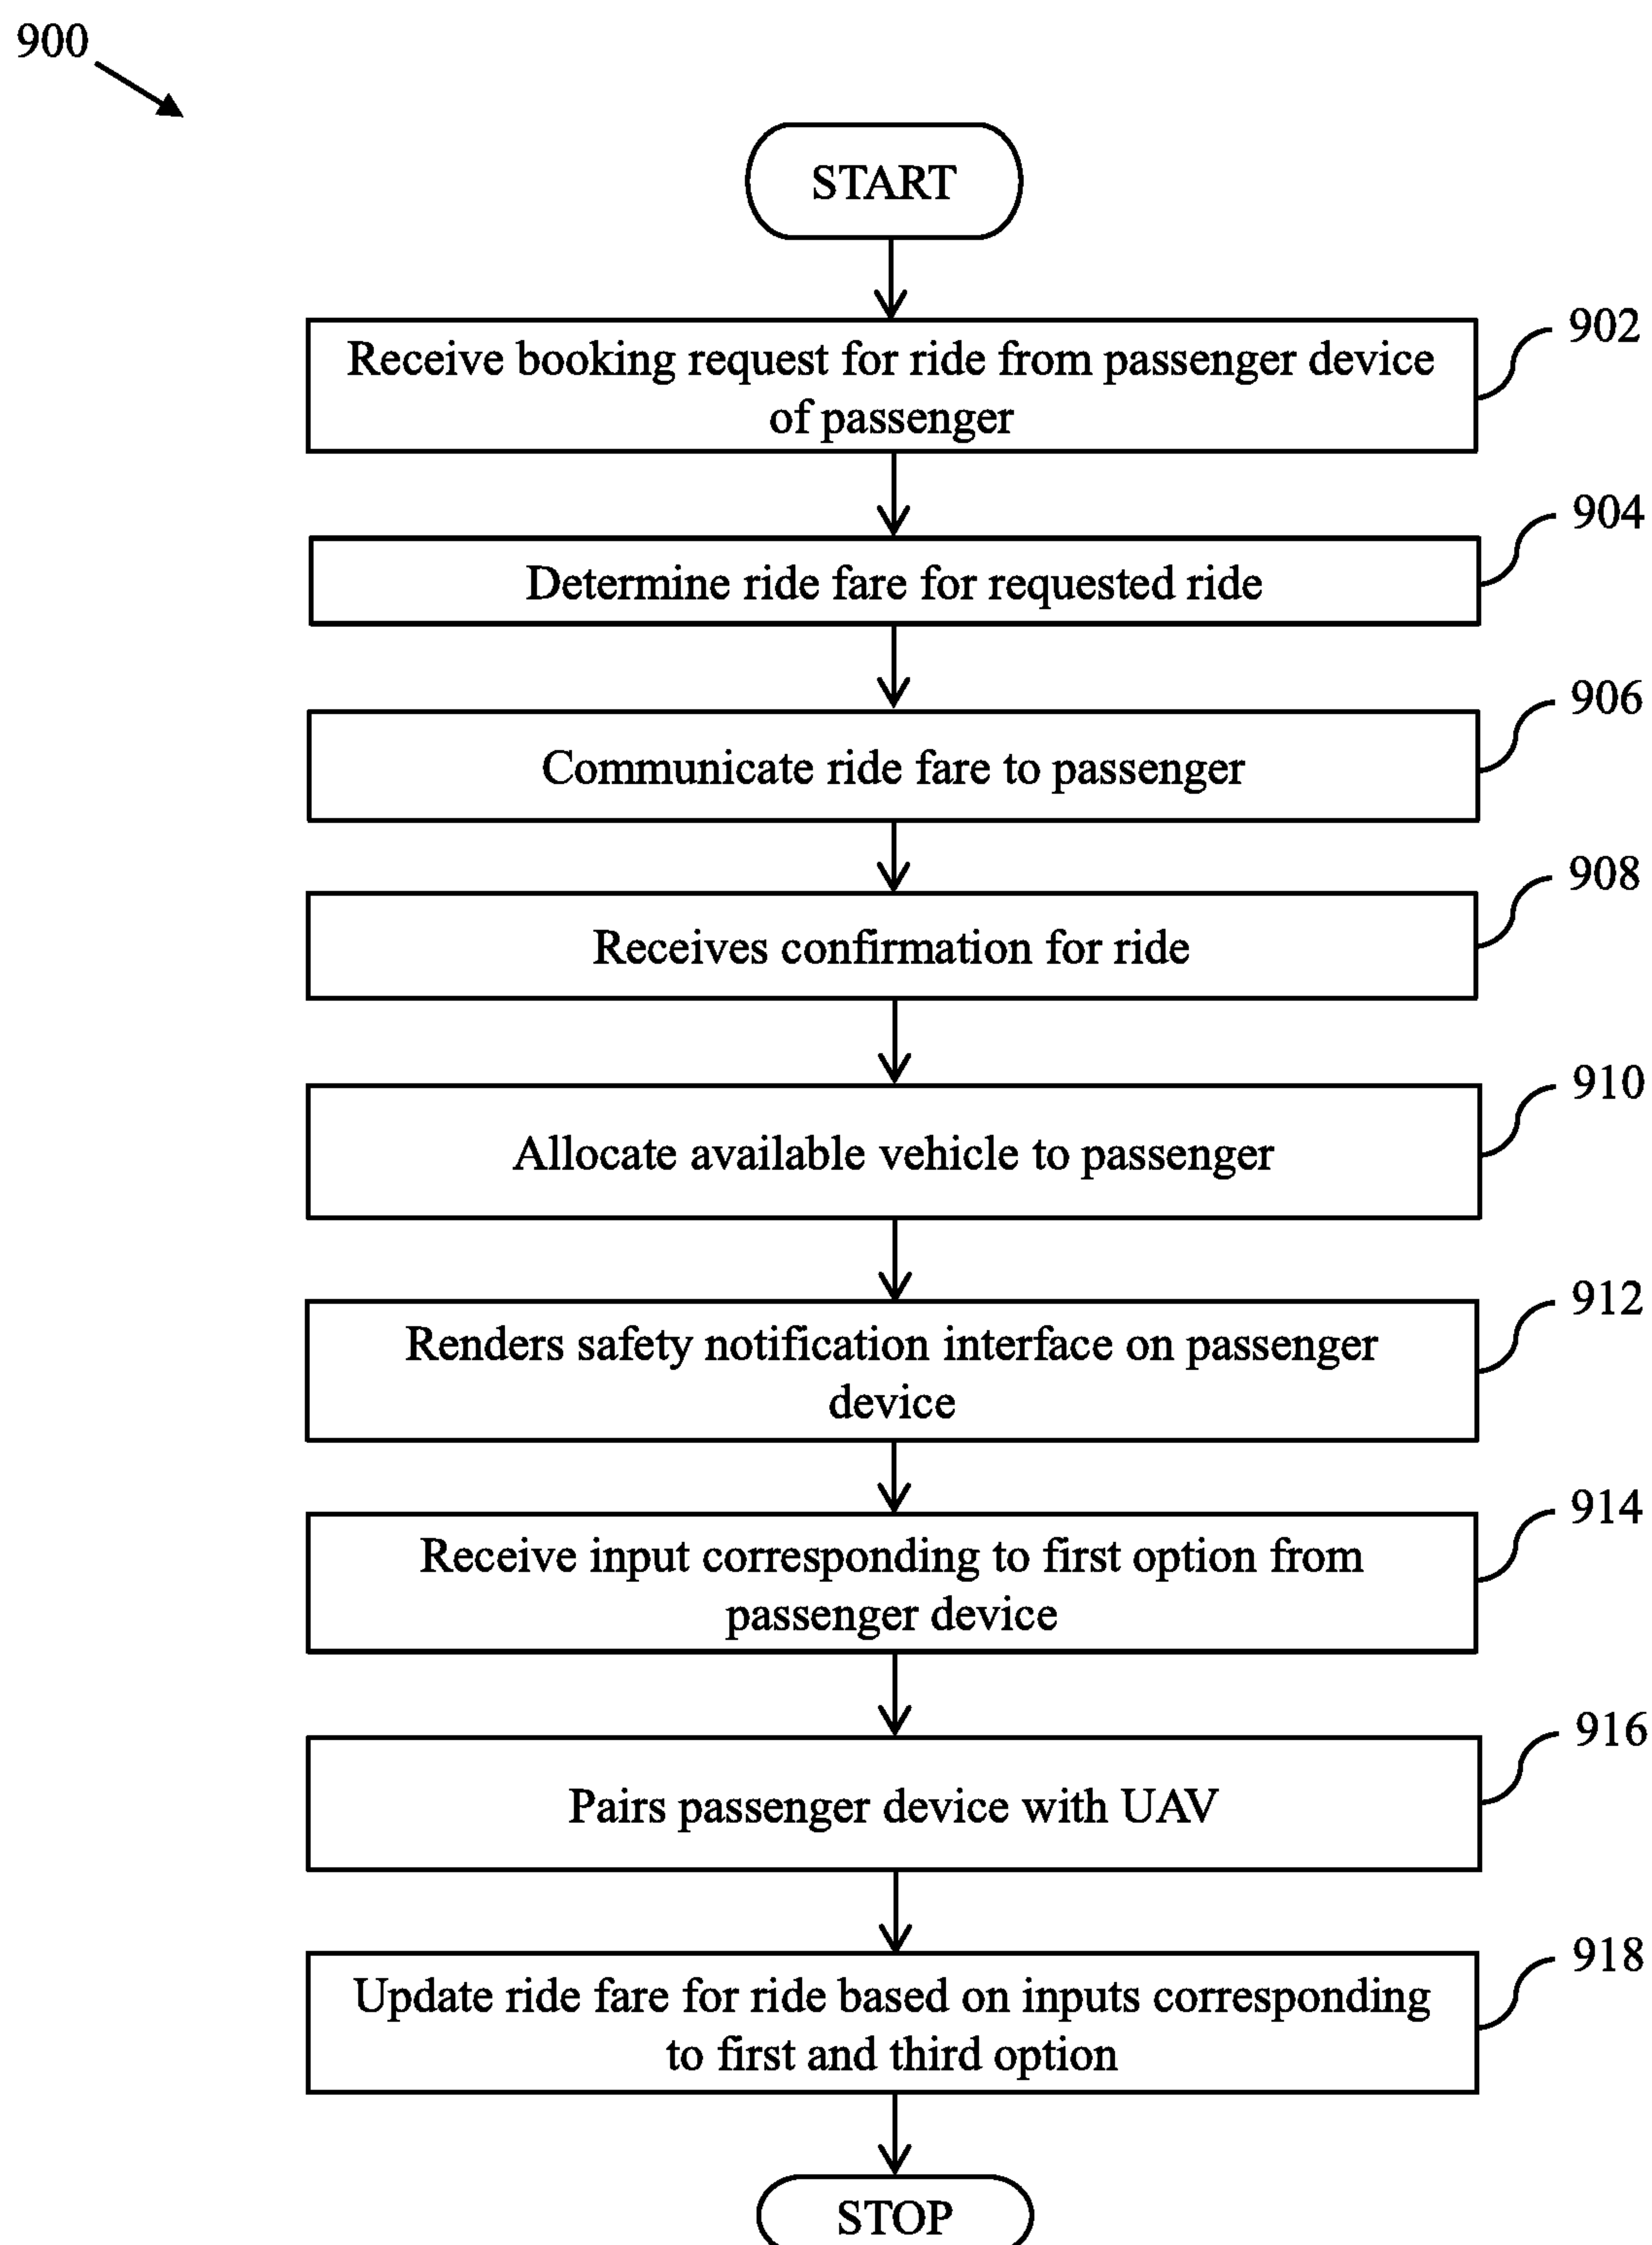 900
START
Receive booking request for ride from passenger device
of passenger
902
Determine ride fare for requested ride
904
Communicate ride fare to passenger
906
Receives confirmation for ride
908
Allocate available vehicle to passenger
910
Renders safety notification interface on passenger
device
912
Receive input corresponding to first option from
passenger device
914
Pairs passenger device with UAV
916
Update ride fare for ride based on inputs corresponding
to first and third option
918
STOP